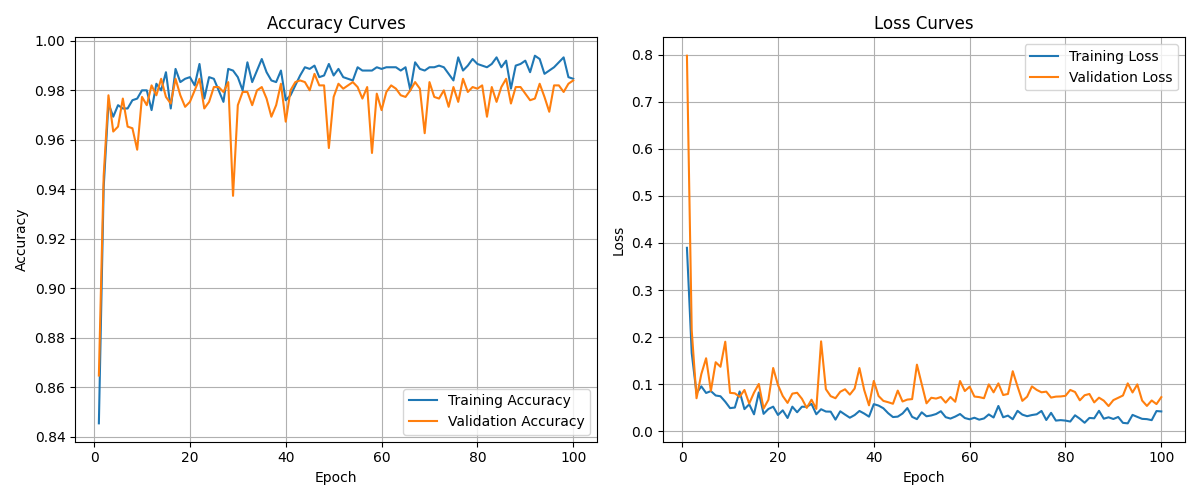 Accuracy Curves
1.00
0.98
0.96
0.94
0.92
0.90
0.88
0.86
0.84
Accuracy
Training Accuracy
Validation Accuracy
0 20 40 60 80 100
Epoch
Loss Curves
0.8
0.7
0.6
0.5
0.4
0.3
0.2
0.1
0.0
Loss
Training Loss
Validation Loss
0 20 40 60 80 100
Epoch